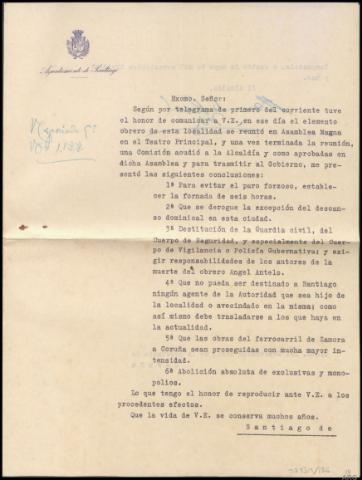 Ayuntamiento de Santiago
Excmo. Señor:
Según por telegrama de primero del corriente tuve
el honor de comunicar a V.E., en ese día el elemento
obrero de esta localidad se reunió en Asamblea Magna
en el Teatro Principal, y una vez terminada la reunión,
una Comisión acudió a la Alcaldía y como aprobadas en
dicha Asamblea y para trasmitir al Gobierno, me pre-
sentó las siguientes conclusiones:
1ª Para evitar el paro forzoso, estable-
cer la jornada de seis horas.
2ª Que se derogue la excepción del descan-
so dominical en esta ciudad.
3ª Destitución de la Guardia civil, del
Cuerpo de Seguridad, y especialmente del Cuer-
po de Vigilancia o Policía Gubernativa; y exi-
gir responsabilidades de los autores de la
muerte del obrero Angel Antelo.
4ª Que no pueda ser destinado a Santiago
ningún agente de la Autoridad que sea hijo de
la localidad o avecindado en la misma; como
así mismo debe trasladarse a los que haya en
la actualidad.
5ª Que las obras del ferrocarril de Zamora
a Coruña sean proseguidas con mucha mayor in-
tensidad.
6ª Abolición absoluta de exclusivas y mono-
polios.
Lo que tengo el honor de reproducir ante V.E. a los
procedentes efectos.
Que la vida de V.E. se conserva muchos años.
Santiago de